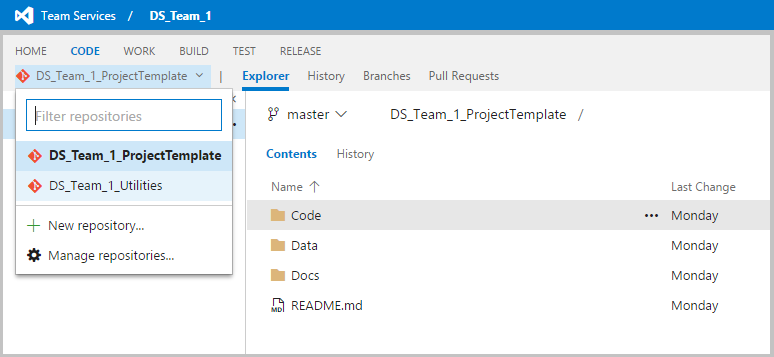 Team Services / DS_Team_1
HOME CODE WORK BUILD TEST RELEASE
DS_Team_1_ProjectTemplate | Explorer History Branches Pull Requests
Filter repositories
DS_Team_1_ProjectTemplate
DS_Team_1_Utilities
New repository...
Manage repositories...
master DS_Team_1_ProjectTemplate /
Contents History
Name Last Change
Code ... Monday
Data Monday
Docs Monday
MD README.md Monday